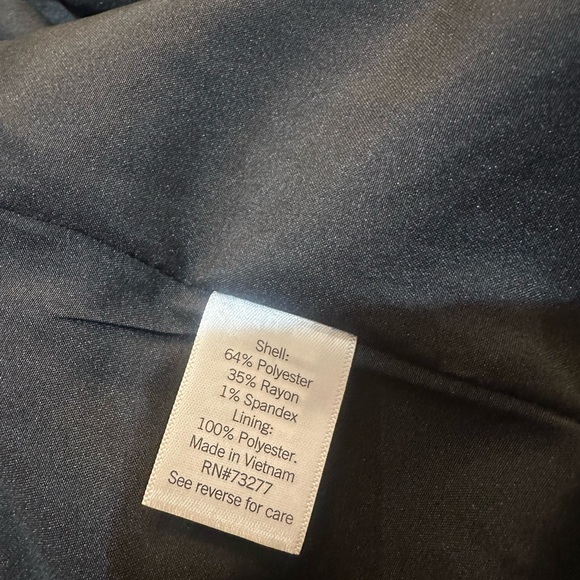 Shell:
64% Polyester
35% Rayon
1% Spandex
Lining:
100% Polyester.
Made in Vietnam
RN#73277
See reverse for care